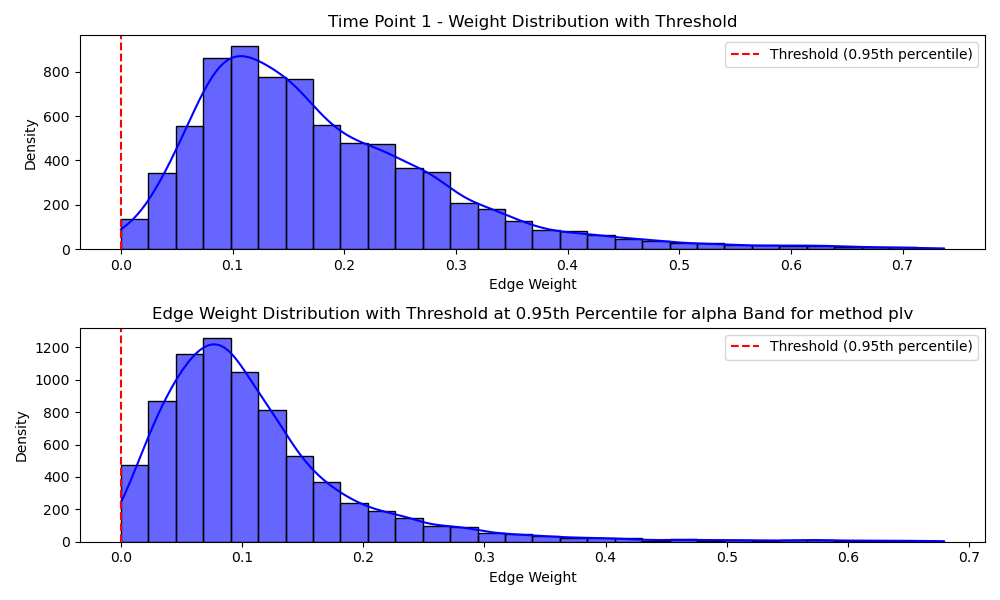 Time Point 1 - Weight Distribution with Threshold
Threshold (0.95th percentile)
Density
800
600
400
200
0
0.0 0.1 0.2 0.3 0.4 0.5 0.6 0.7
Edge Weight
Edge Weight Distribution with Threshold at 0.95th Percentile for alpha Band for method plv
Threshold (0.95th percentile)
Density
1200
1000
800
600
400
200
0
0.0 0.1 0.2 0.3 0.4 0.5 0.6 0.7
Edge Weight